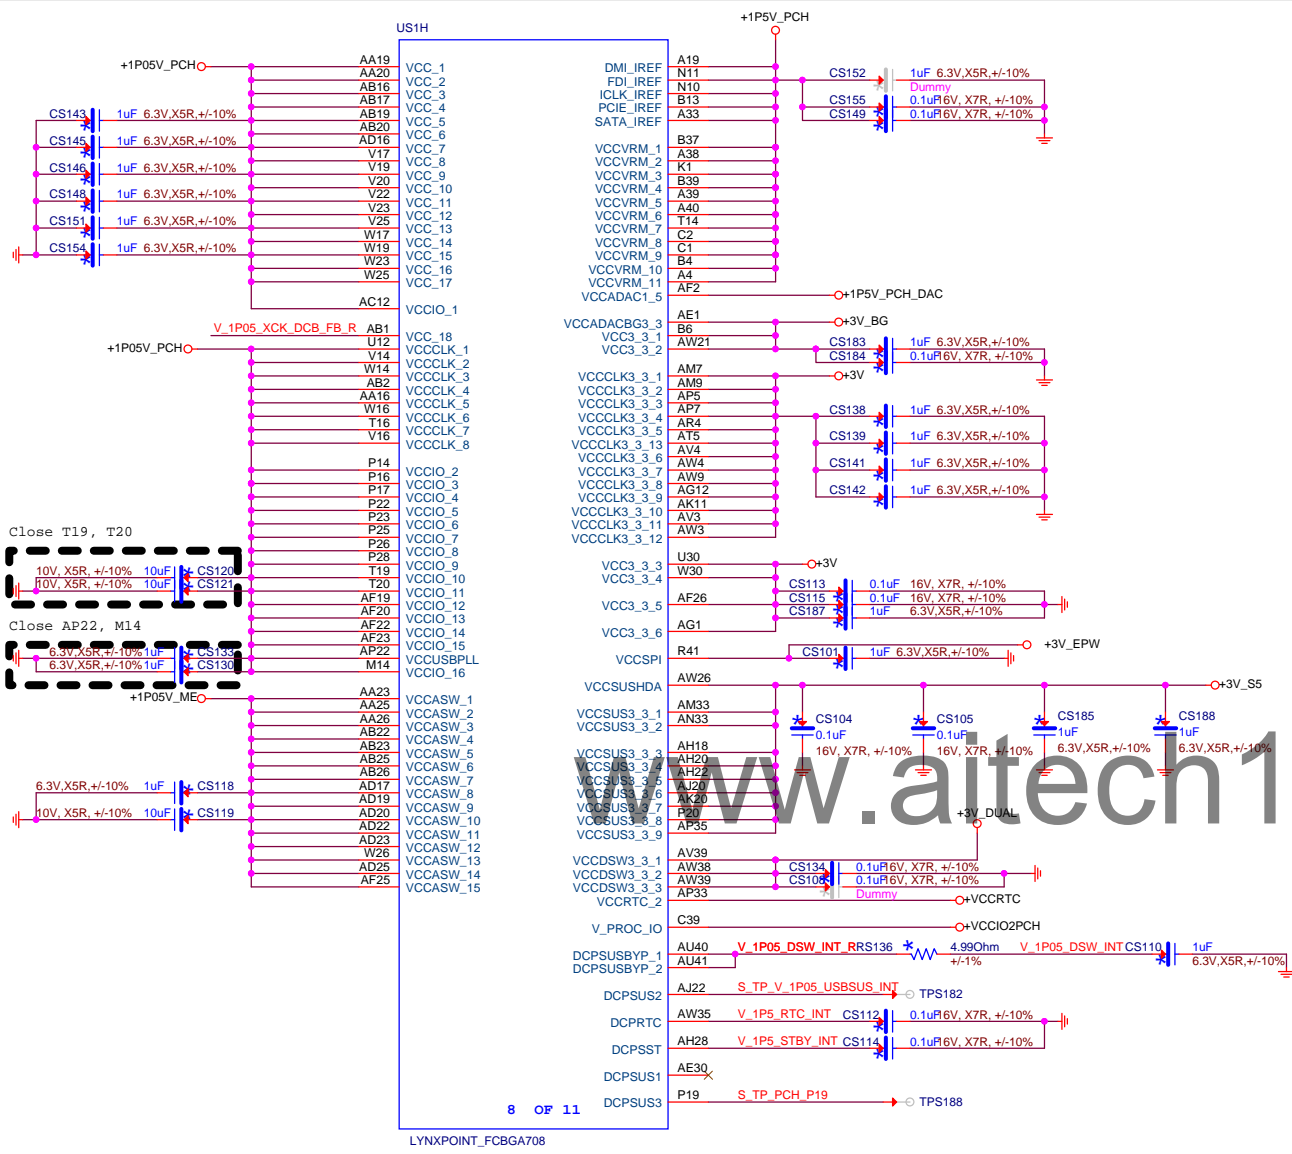 +1P5V_PCH
US1H
+1P05V_PCH
AA19 VCC_1
AA20 VCC_2
AB16 VCC_3
AB17 VCC_4
AB19 VCC_5
AB20 VCC_6
AD16 VCC_7
V17 VCC_8
V19 VCC_9
V20 VCC_10
V22 VCC_11
V23 VCC_12
V25 VCC_13
W17 VCC_14
W19 VCC_15
W23 VCC_16
W25 VCC_17
AC12 VCCIO_1
CS143 1uF 6.3V,X5R,+/-10%
CS145 1uF 6.3V,X5R,+/-10%
CS146 1uF 6.3V,X5R,+/-10%
CS148 1uF 6.3V,X5R,+/-10%
CS151 1uF 6.3V,X5R,+/-10%
CS154 1uF 6.3V,X5R,+/-10%
V_1P05_XCK_DCB_FB_R AB1 VCC_18
+1P05V_PCH
U12 VCCCLK_1
V14 VCCCLK_2
W14 VCCCLK_3
AB2 VCCCLK_4
AA16 VCCCLK_5
W16 VCCCLK_6
T16 VCCCLK_7
V16 VCCCLK_8
P14 VCCIO_2
P16 VCCIO_3
P17 VCCIO_4
P22 VCCIO_5
P23 VCCIO_6
P25 VCCIO_7
P26 VCCIO_8
P28 VCCIO_9
T19 VCCIO_10
T20 VCCIO_11
AF19 VCCIO_12
AF20 VCCIO_13
AF22 VCCIO_14
AF23 VCCIO_15
AP22 VCCUSBPLL
M14 VCCIO_16
Close T19, T20
10V, X5R, +/-10% 10uF CS120
10V, X5R, +/-10% 10uF CS121
Close AP22, M14
6.3V,X5R,+/-10% 1uF CS133
6.3V,X5R,+/-10% 1uF CS130
+1P05V_ME
AA23 VCCASW_1
AA25 VCCASW_2
AA26 VCCASW_3
AB22 VCCASW_4
AB23 VCCASW_5
AB25 VCCASW_6
AB26 VCCASW_7
AD17 VCCASW_8
AD19 VCCASW_9
AD20 VCCASW_10
AD22 VCCASW_11
AD23 VCCASW_12
W26 VCCASW_13
AD25 VCCASW_14
AF25 VCCASW_15
6.3V,X5R,+/-10% 1uF CS118
10V, X5R, +/-10% 10uF CS119
DMI_IREF A19
FDI_IREF N11
ICLK_IREF N10
PCIE_IREF B13
SATA_IREF A33
VCCVRM_1 B37
VCCVRM_2 A38
VCCVRM_3 K1
VCCVRM_4 B39
VCCVRM_5 A39
VCCVRM_6 A40
VCCVRM_7 T14
VCCVRM_8 C2
VCCVRM_9 C1
VCCVRM_10 B4
VCCVRM_11 A4
VCCADAC1_5 AF2 +1P5V_PCH_DAC
CS152 1uF 6.3V,X5R,+/-10%
Dummy
CS155 0.1uF 16V, X7R, +/-10%
CS149 0.1uF 16V, X7R, +/-10%
VCCADACBG3_3 AE1 +3V_BG
VCC3_3_1 B6
VCC3_3_2 AW21
CS183 1uF 6.3V,X5R,+/-10%
CS184 0.1uF 16V, X7R, +/-10%
VCCCLK3_3_1 AM7 +3V
VCCCLK3_3_2 AM9
VCCCLK3_3_3 AP5
VCCCLK3_3_4 AP7
VCCCLK3_3_5 AR4
VCCCLK3_3_13 AT5
VCCCLK3_3_6 AV4
VCCCLK3_3_7 AW4
VCCCLK3_3_8 AW9
VCCCLK3_3_9 AG12
VCCCLK3_3_10 AK11
VCCCLK3_3_11 AV3
VCCCLK3_3_12 AW3
CS138 1uF 6.3V,X5R,+/-10%
CS139 1uF 6.3V,X5R,+/-10%
CS141 1uF 6.3V,X5R,+/-10%
CS142 1uF 6.3V,X5R,+/-10%
VCC3_3_3 U30 +3V
VCC3_3_4 W30
VCC3_3_5 AF26
VCC3_3_6 AG1
CS113 0.1uF 16V, X7R, +/-10%
CS115 0.1uF 16V, X7R, +/-10%
CS187 1uF 6.3V,X5R,+/-10%
VCCSPI R41 CS101 1uF 6.3V,X5R,+/-10% +3V_EPW
VCCSUSHDA AW26 +3V_S5
VCCSUS3_3_1 AM33
VCCSUS3_3_2 AN33
VCCSUS3_3_3 AH18
VCCSUS3_3_4 AH20
VCCSUS3_3_5 AH22
VCCSUS3_3_6 AJ20
VCCSUS3_3_7 AK20
VCCSUS3_3_8 P20
VCCSUS3_3_9 AP35
CS104 0.1uF 16V, X7R, +/-10%
CS105 0.1uF 16V, X7R, +/-10%
CS185 1uF 6.3V,X5R,+/-10%
CS188 1uF 6.3V,X5R,+/-10%
www.aitech1
+3V_DUAL
VCCDSW3_3_1 AV39
VCCDSW3_3_2 AW38
VCCDSW3_3_3 AW39
CS134 0.1uF 16V, X7R, +/-10%
0.1uF 16V, X7R, +/-10%
Dummy
VCCRTC_2 AP33 +VCCRTC
V_PROC_IO C39 +VCCIO2PCH
DCPSUSBYP_1 AU40 V_1P05_DSW_INT_R RS136 4.99Ohm V_1P05_DSW_INT CS110 1uF
DCPSUSBYP_2 AU41 +/-1% 6.3V,X5R,+/-10%
DCPSUS2 AJ22 S_TP_V_1P05_USBSUS_INT TPS182
DCPRTC AW35 V_1P5_RTC_INT CS112 0.1uF 16V, X7R, +/-10%
DCPSST AH28 V_1P5_STBY_INT CS114 0.1uF 16V, X7R, +/-10%
DCPSUS1 AE30
DCPSUS3 P19 S_TP_PCH_P19 TPS188
8 OF 11
LYNXPOINT_FCBGA708